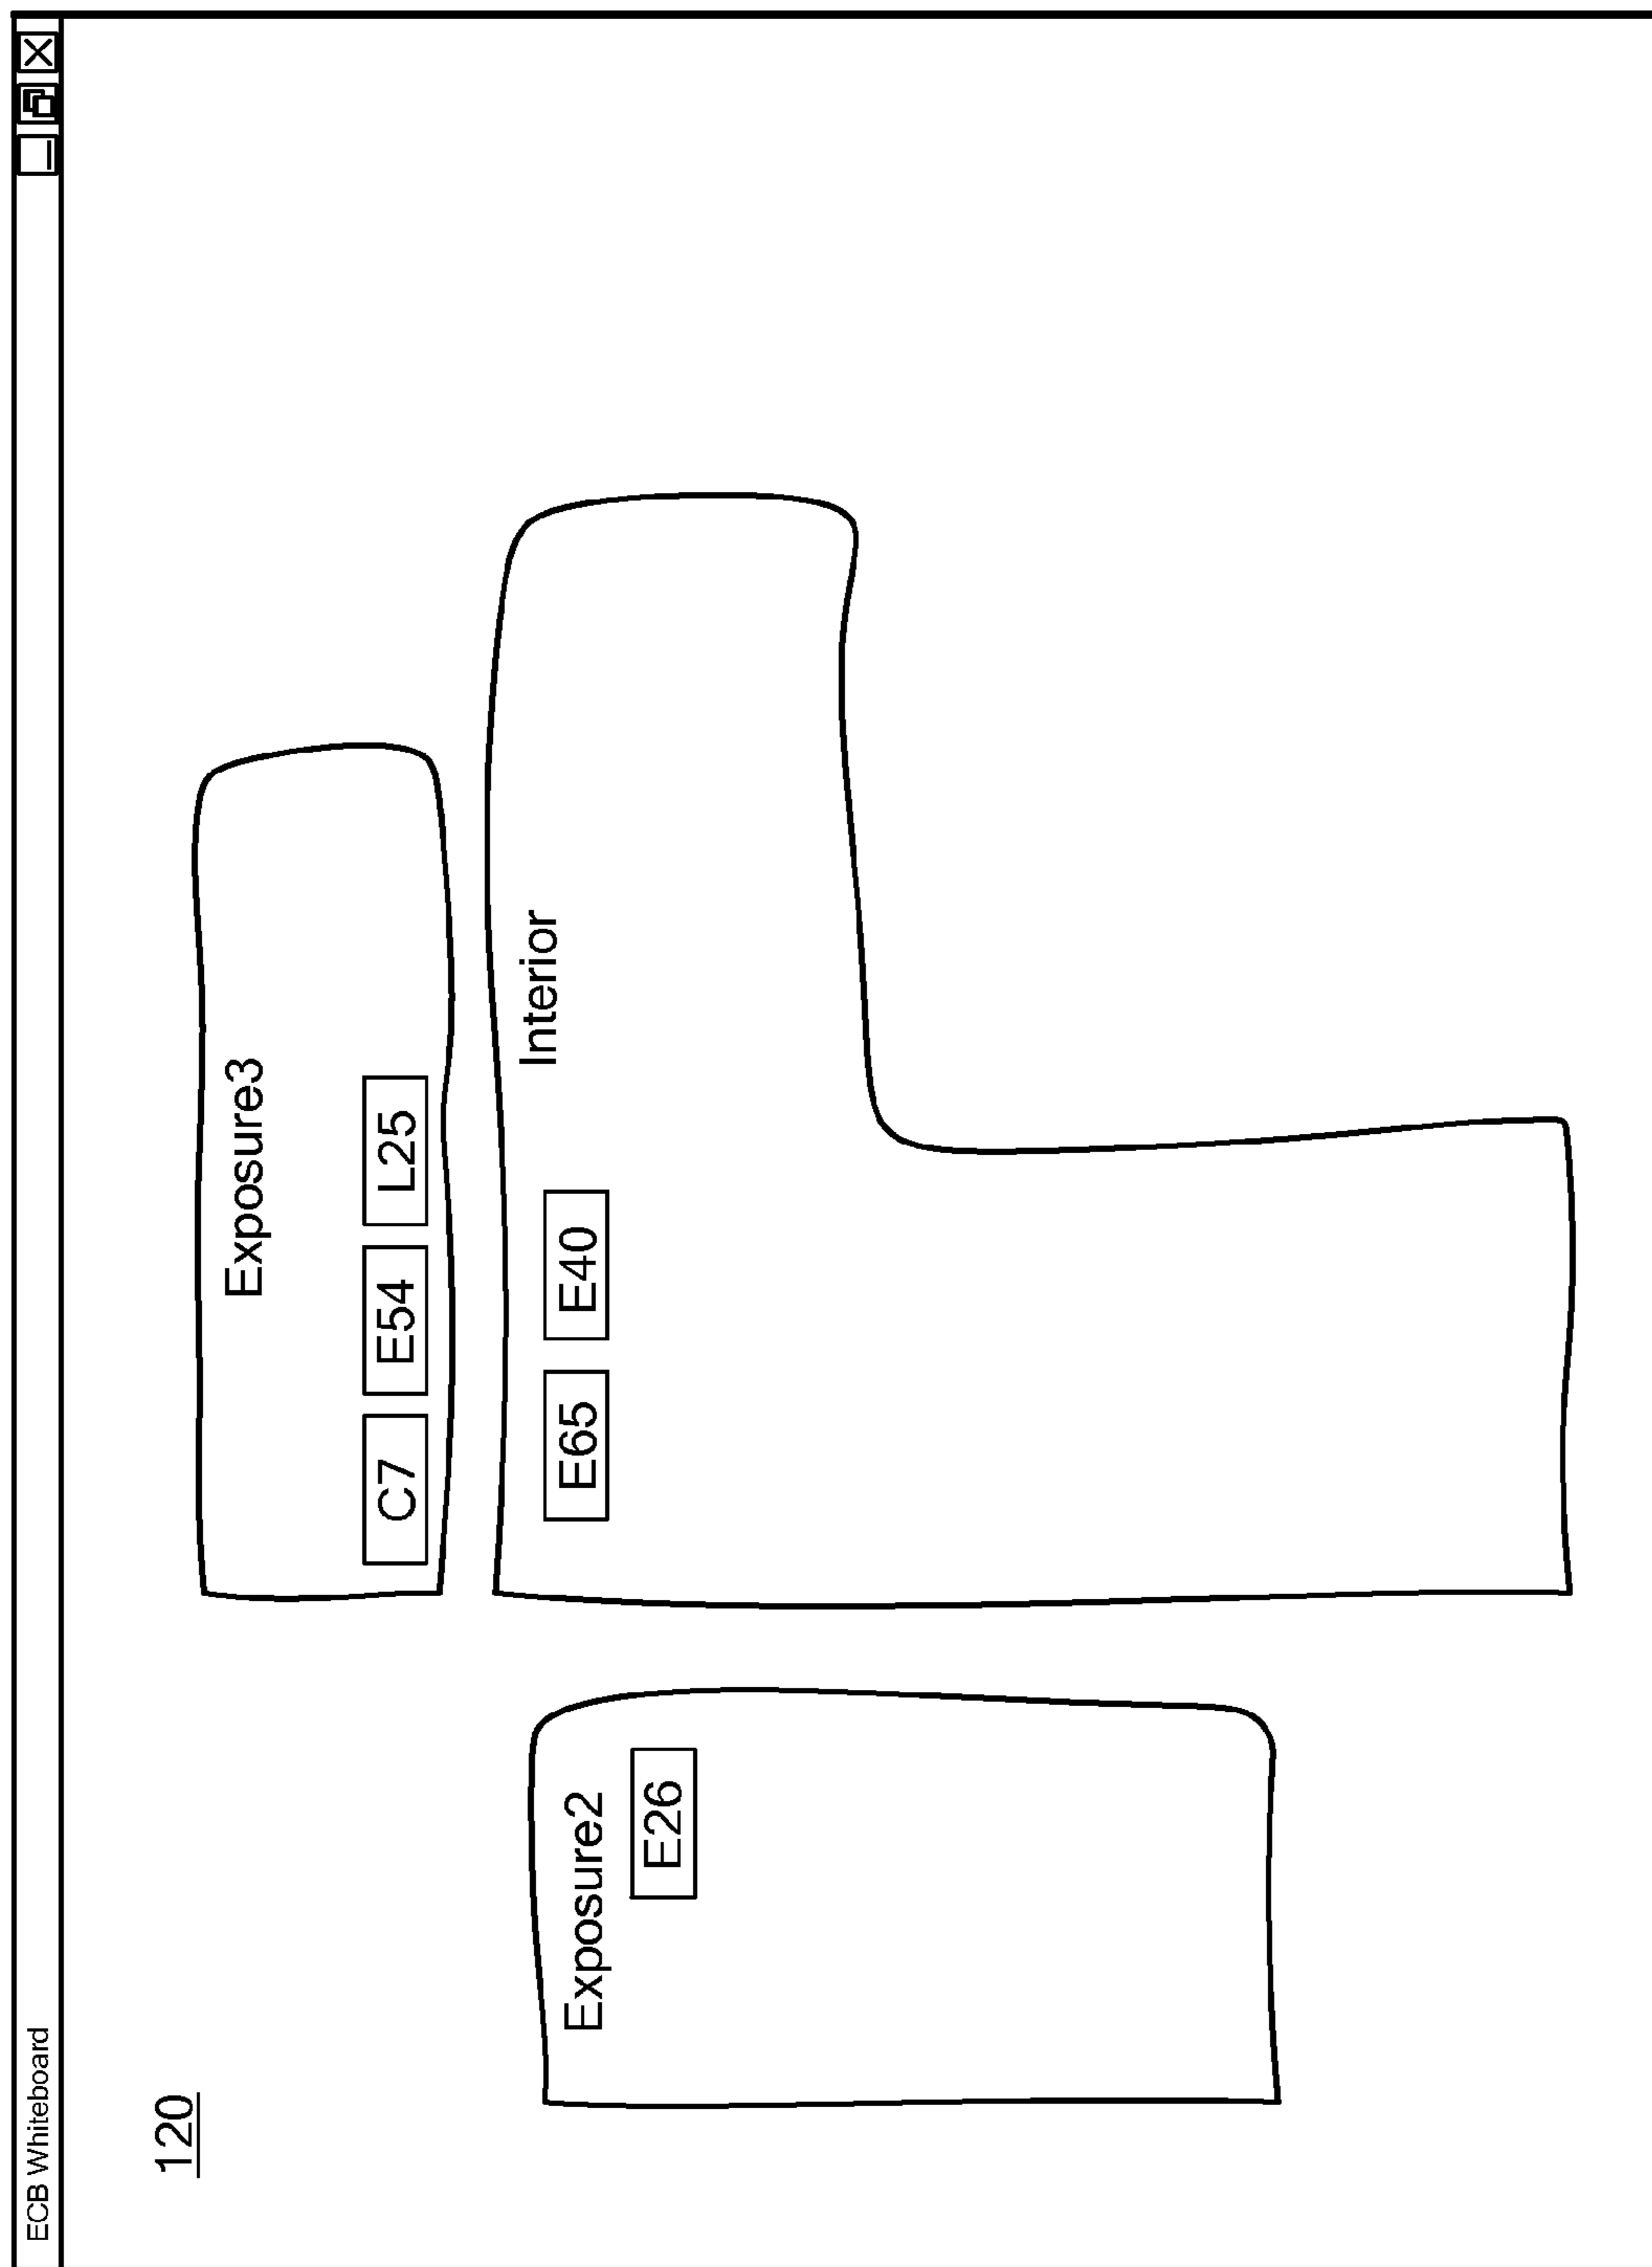 ECB Whiteboard
120
Exposure3
C7 E54 L25
Interior
E65 E40
Exposure2
E26